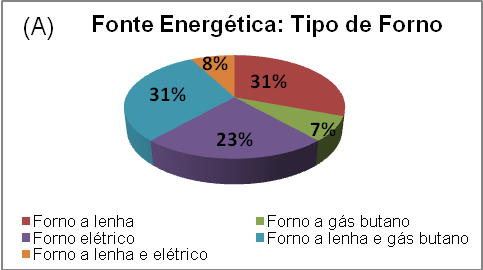 (A) Fonte Energética: Tipo de Forno
8%
31%
31%
7%
23%
Forno a lenha
Forno a gás butano
Forno elétrico
Forno a lenha e gás butano
Forno a lenha e elétrico